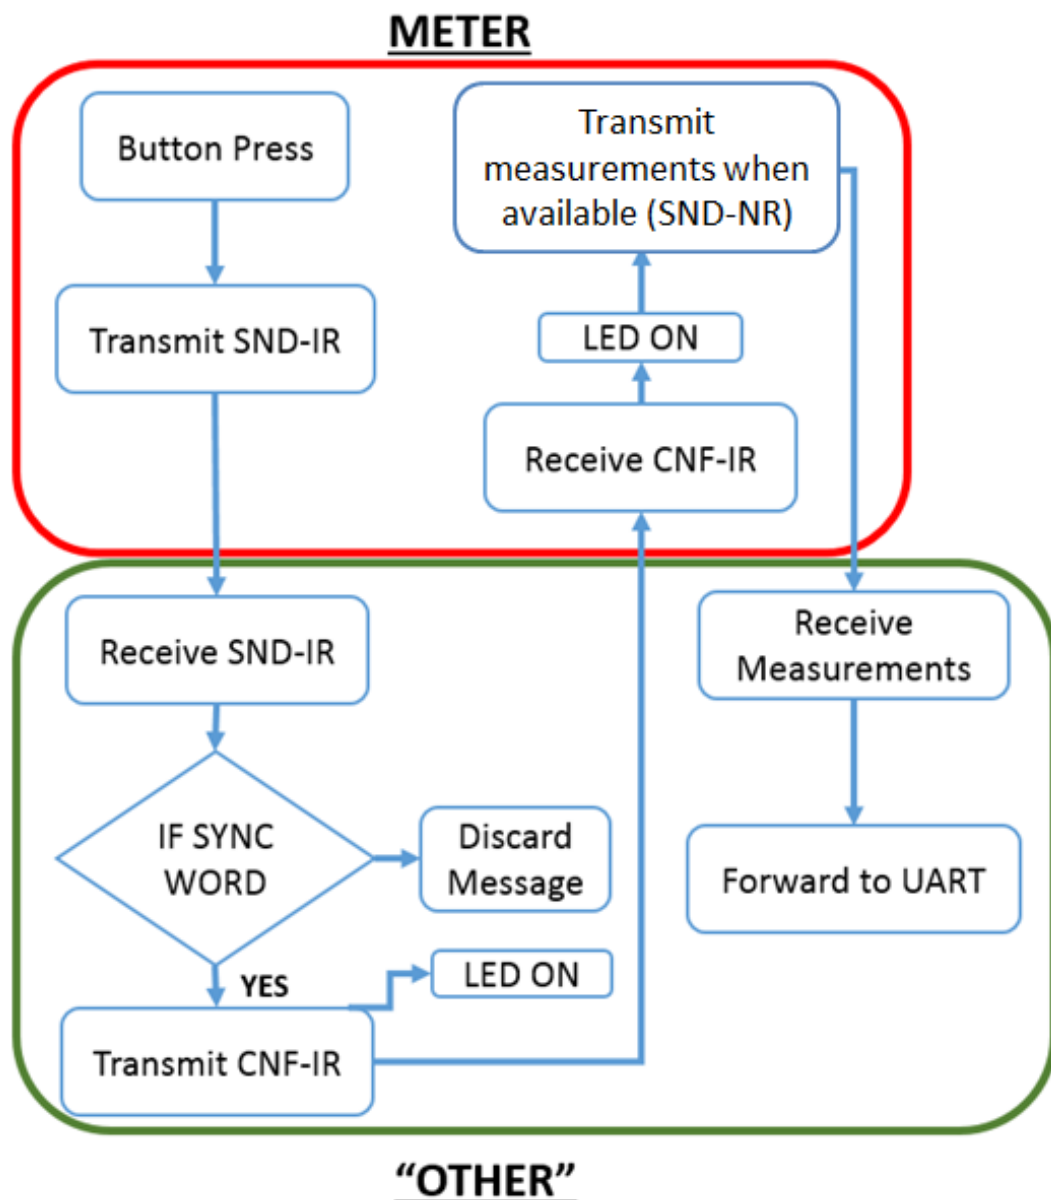 METER
Button Press
Transmit SND-IR
Transmit
measurements when
available (SND-NR)
LED ON
Receive CNF-IR
Receive SND-IR
IF SYNC
WORD
Discard
Message
YES
LED ON
Transmit CNF-IR
Receive
Measurements
Forward to UART
“OTHER”